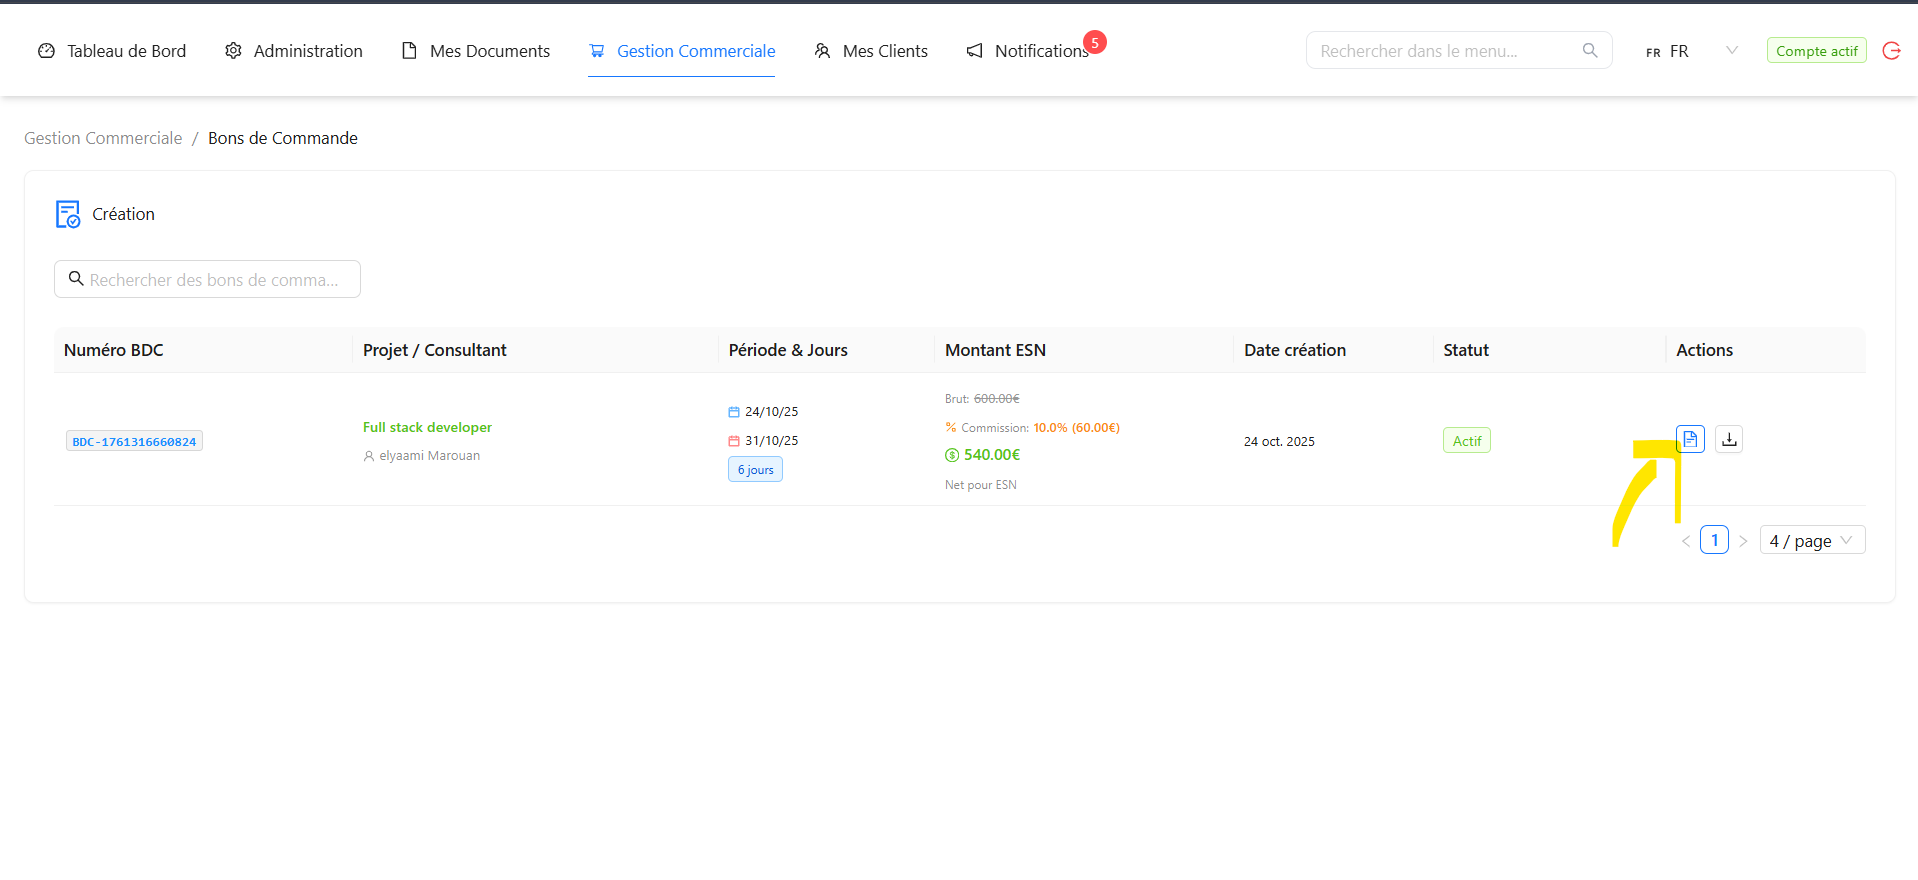 Tableau de Bord Administration Mes Documents Gestion Commerciale Mes Clients Notifications 5 Rechercher dans le menu... FR FR Compte actif
Gestion Commerciale / Bons de Commande
Création
Rechercher des bons de comma...
Numéro BDC Projet / Consultant Période & Jours Montant ESN Date création Statut Actions
BDC-1761316660824
Full stack developer
elyaami Marouan
24/10/25
31/10/25
6 jours
Brut: 600.00€
% Commission: 10.0% (60.00€)
540.00€
Net pour ESN
24 oct. 2025
Actif
< 1 > 4 / page